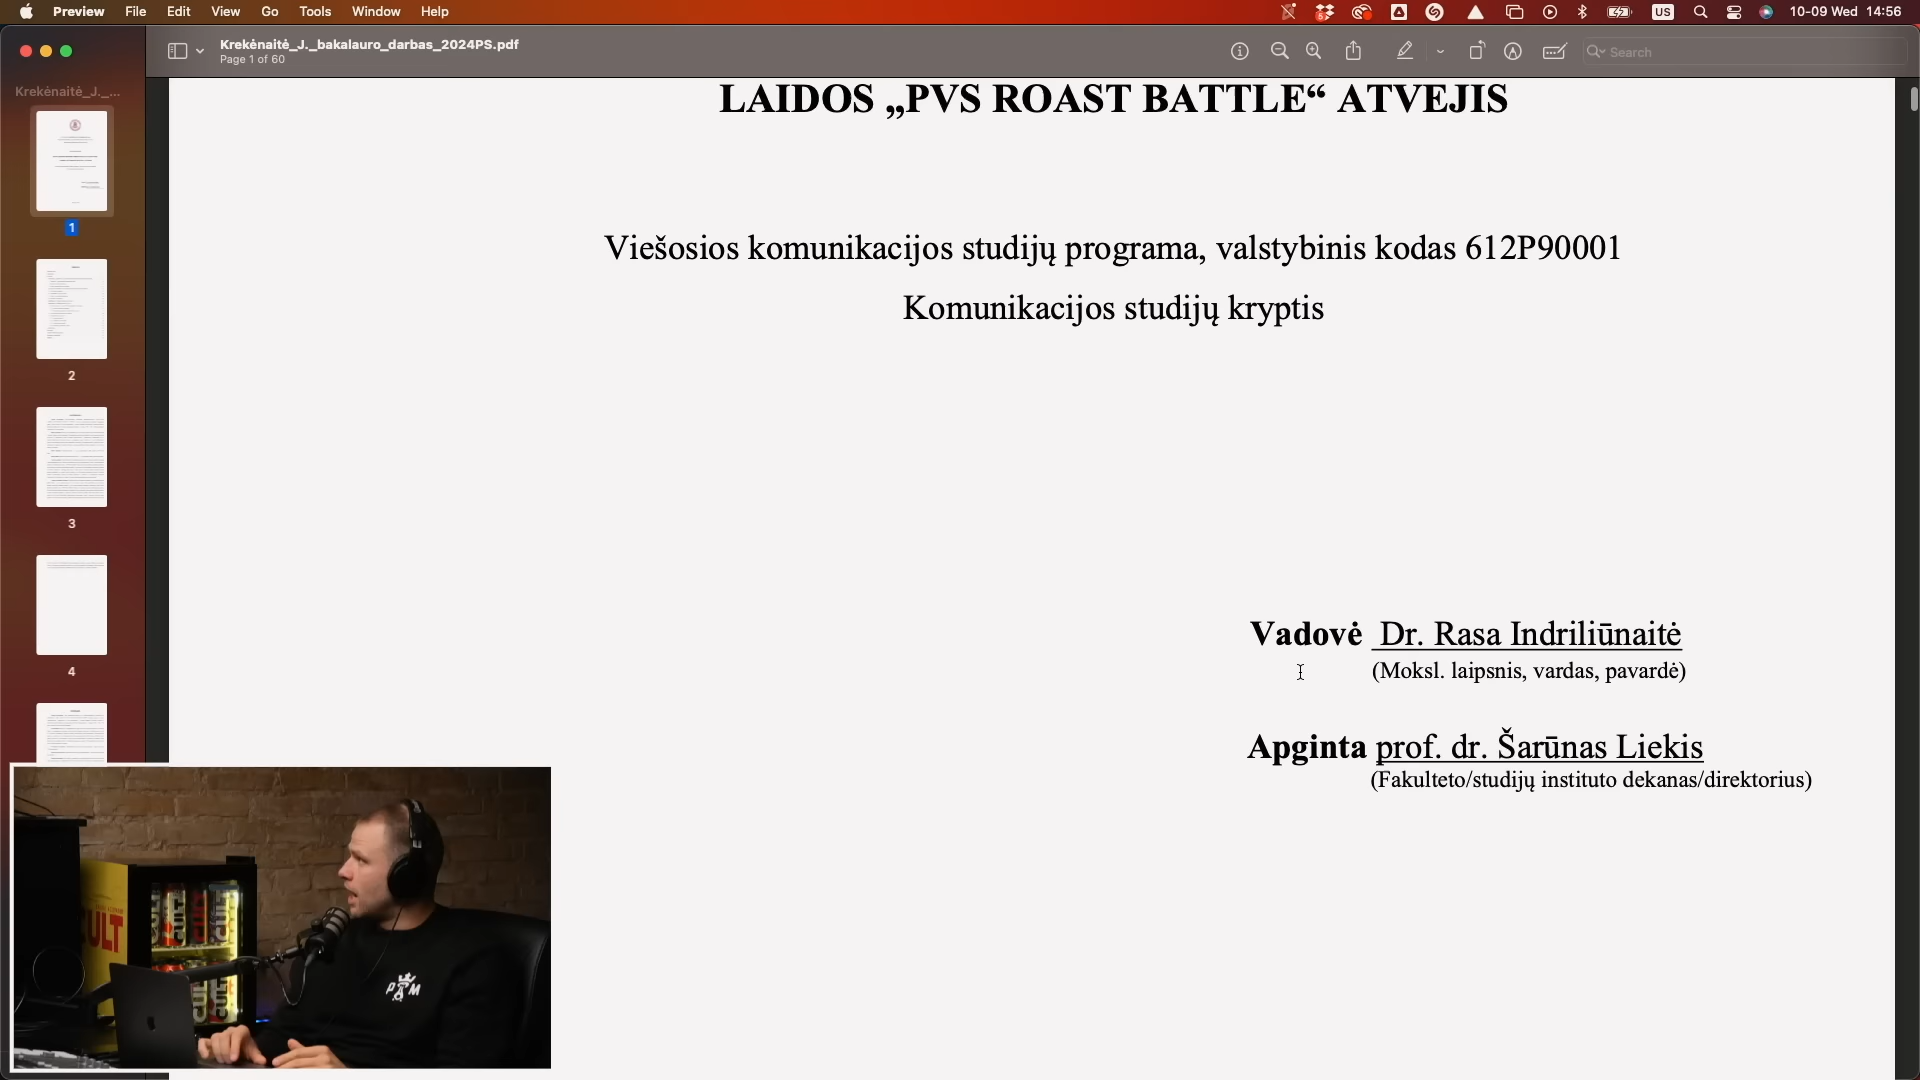 Preview File Edit View Go Tools Window Help
US
10-09 Wed 14:56
Krekėnaitė_J._bakalauro_darbas_2024PS.pdf
Page 1 of 60
Search
Krekėnaitė_J._...
1
2
3
4
LAIDOS „PVS ROAST BATTLE“ ATVEJIS
Viešosios komunikacijos studijų programa, valstybinis kodas 612P90001
Komunikacijos studijų kryptis
Vadovė Dr. Rasa Indriliūnaitė
(Moksl. laipsnis, vardas, pavardė)
Apginta prof. dr. Šarūnas Liekis
(Fakulteto/studijų instituto dekanas/direktorius)
CULT
P M